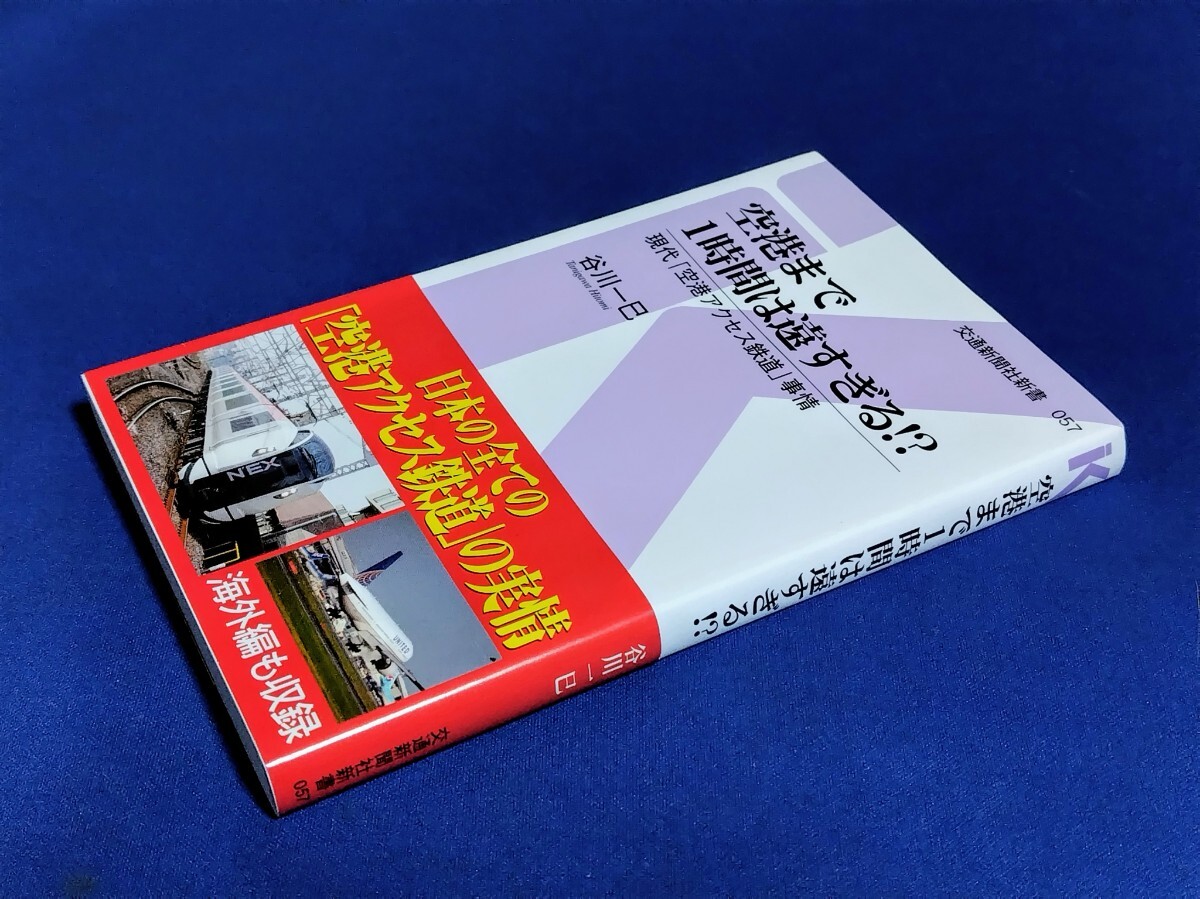 交通新聞社新書 057
空港まで
1時間は遠すぎる!?
現代「空港アクセス鉄道」事情
谷川一巳
Tanigawa Hitomi
日本の全ての
「空港アクセス鉄道」の実情
NEX
UNITED
海外編も収録
空港まで1時間は遠すぎる!?
谷川一巳
交通新聞社新書
057